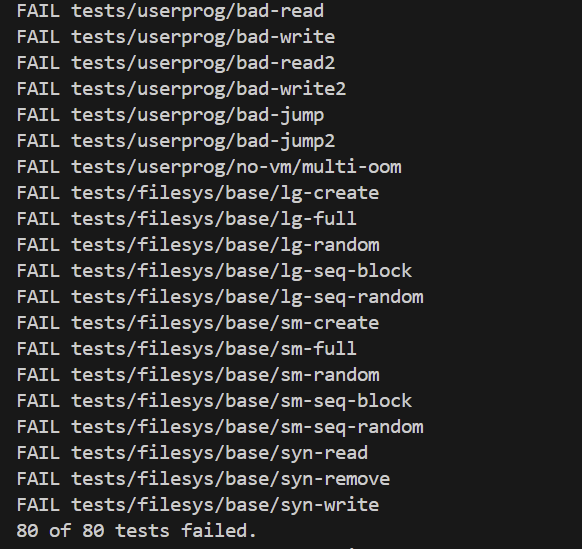 FAIL tests/userprog/bad-read
FAIL tests/userprog/bad-write
FAIL tests/userprog/bad-read2
FAIL tests/userprog/bad-write2
FAIL tests/userprog/bad-jump
FAIL tests/userprog/bad-jump2
FAIL tests/userprog/no-vm/multi-oom
FAIL tests/filesys/base/lg-create
FAIL tests/filesys/base/lg-full
FAIL tests/filesys/base/lg-random
FAIL tests/filesys/base/lg-seq-block
FAIL tests/filesys/base/lg-seq-random
FAIL tests/filesys/base/sm-create
FAIL tests/filesys/base/sm-full
FAIL tests/filesys/base/sm-random
FAIL tests/filesys/base/sm-seq-block
FAIL tests/filesys/base/sm-seq-random
FAIL tests/filesys/base/syn-read
FAIL tests/filesys/base/syn-remove
FAIL tests/filesys/base/syn-write
80 of 80 tests failed.